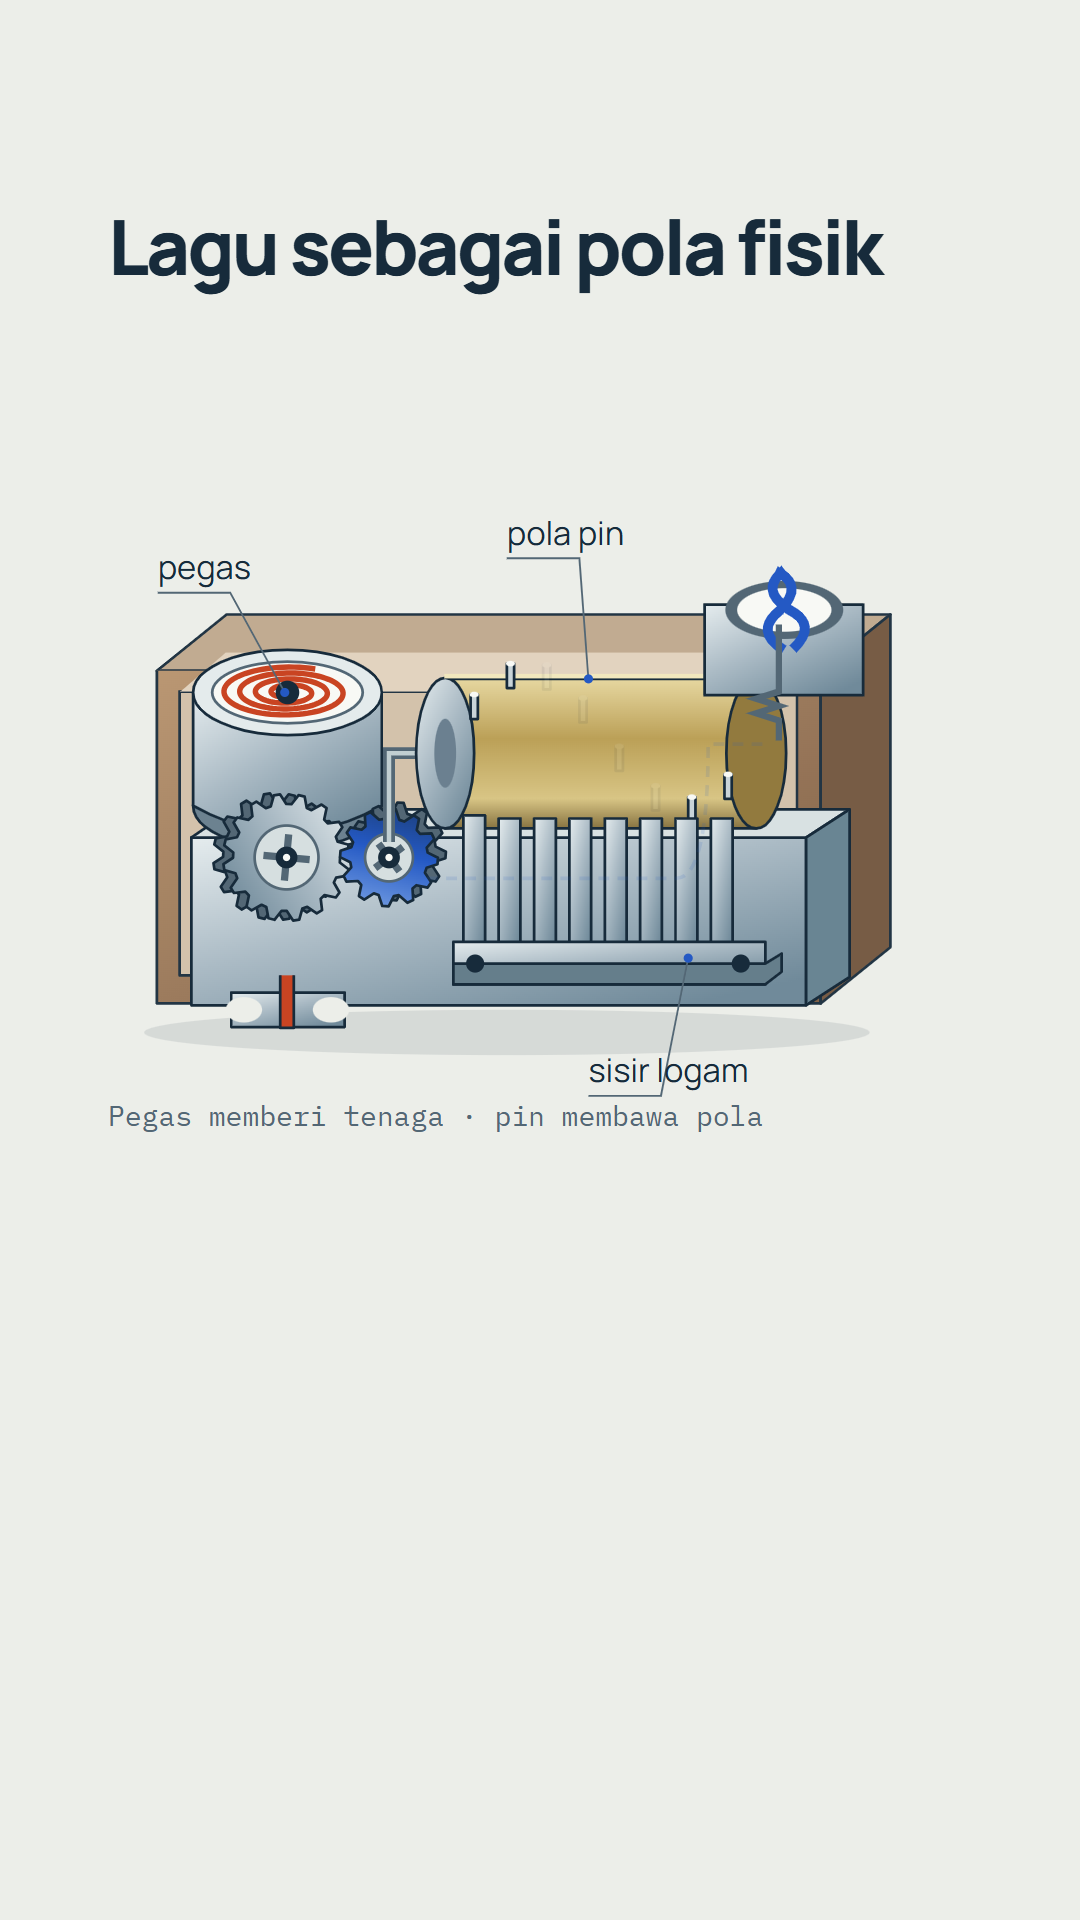 Lagu sebagai pola fisik
pola pin
pegas
sisir logam
Pegas memberi tenaga · pin membawa pola